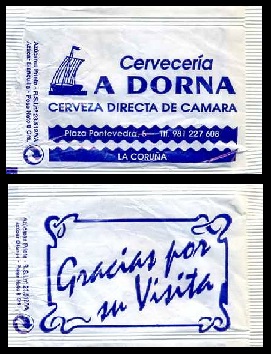 Cervecería
A DORNA
CERVEZA DIRECTA DE CAMARA
Plaza Pontevedra, 6 — Tlf. 981 227 608
LA CORUÑA
Gracias por
su Visita